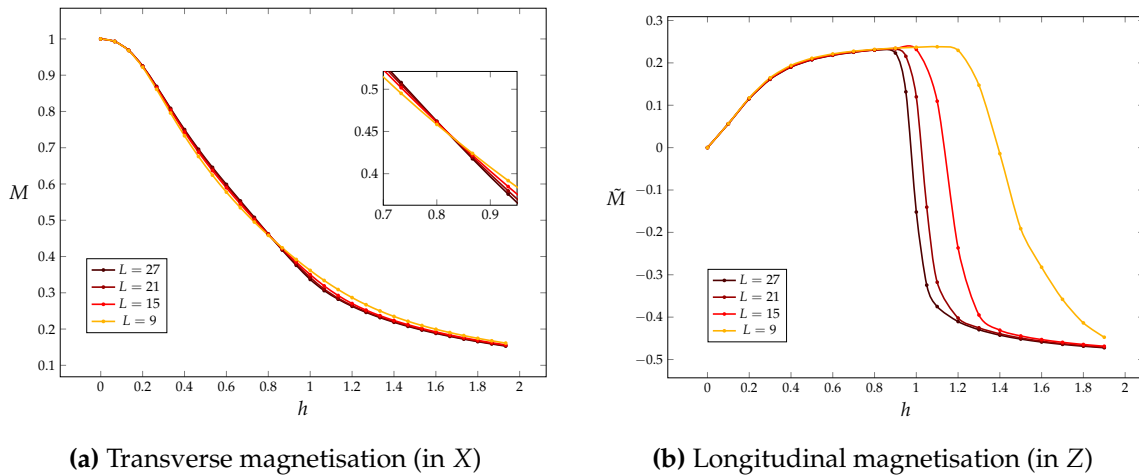 1
0.9
0.8
0.7
0.6
0.5
0.4
0.3
0.2
0.1
M
0 0.2 0.4 0.6 0.8 1 1.2 1.4 1.6 1.8 2
h
L = 27
L = 21
L = 15
L = 9
0.5
0.45
0.4
0.7 0.8 0.9
(a) Transverse magnetisation (in X)
0.3
0.2
0.1
0
−0.1
−0.2
−0.3
−0.4
−0.5
M̃
0 0.2 0.4 0.6 0.8 1 1.2 1.4 1.6 1.8 2
h
L = 27
L = 21
L = 15
L = 9
(b) Longitudinal magnetisation (in Z)